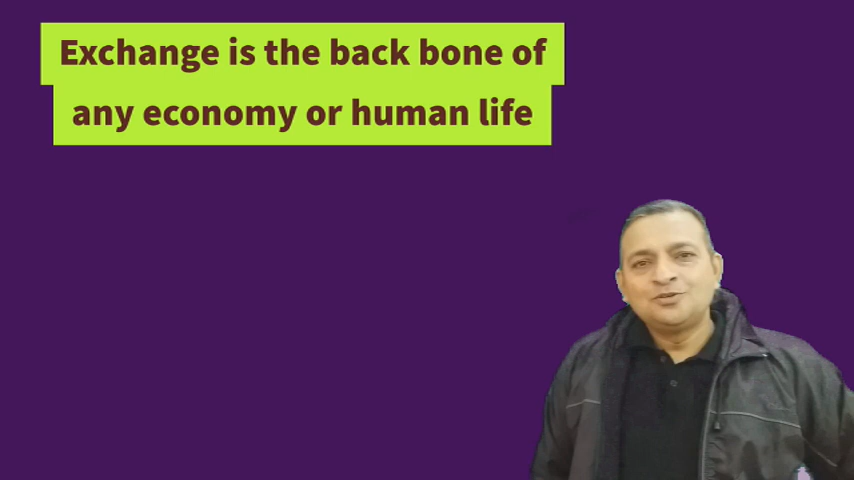 Exchange is the back bone of
any economy or human life